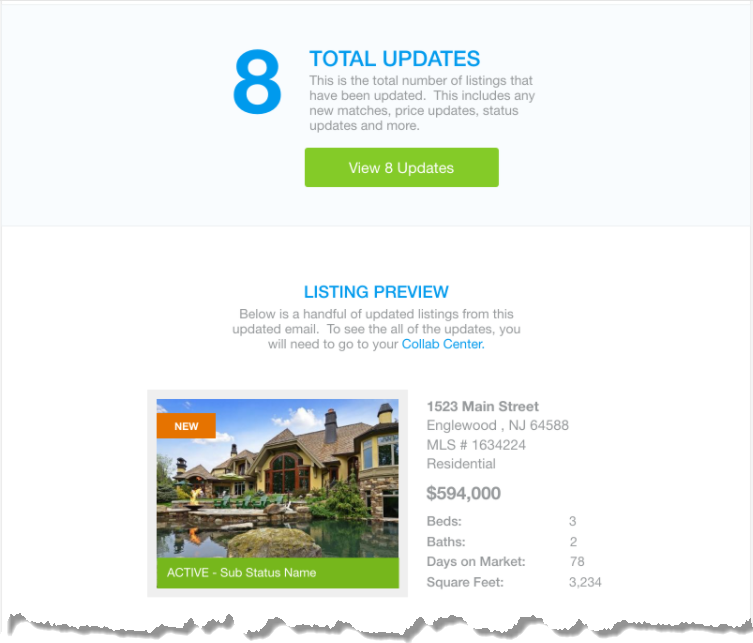 8
TOTAL UPDATES
This is the total number of listings that
have been updated.  This includes any
new matches, price updates, status
updates and more.
View 8 Updates
LISTING PREVIEW
Below is a handful of updated listings from this
updated email.  To see the all of the updates, you
will need to go to your Collab Center.
NEW
ACTIVE - Sub Status Name
1523 Main Street
Englewood , NJ 64588
MLS # 1634224
Residential
$594,000
Beds: 3
Baths: 2
Days on Market: 78
Square Feet: 3,234